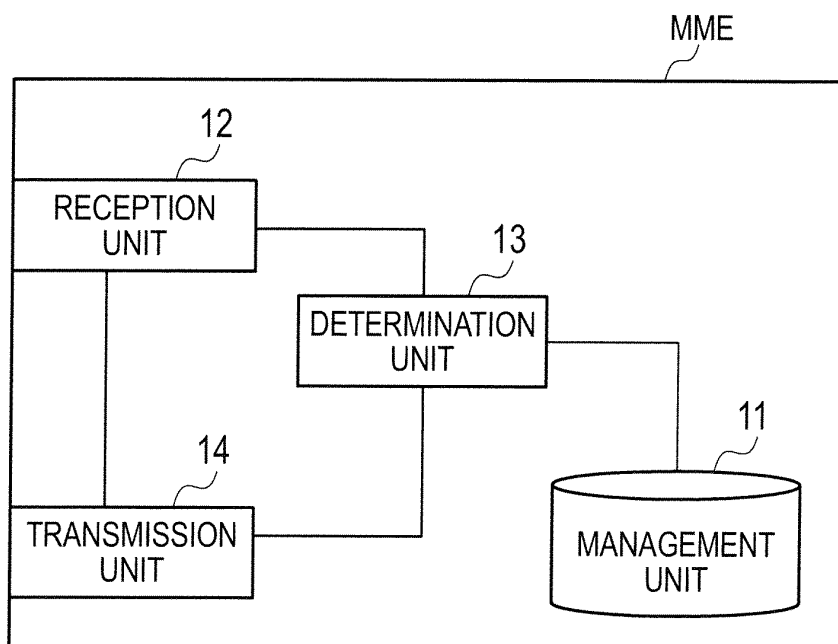 MME
12
RECEPTION
UNIT
13
DETERMINATION
UNIT
11
14
TRANSMISSION
UNIT
MANAGEMENT
UNIT